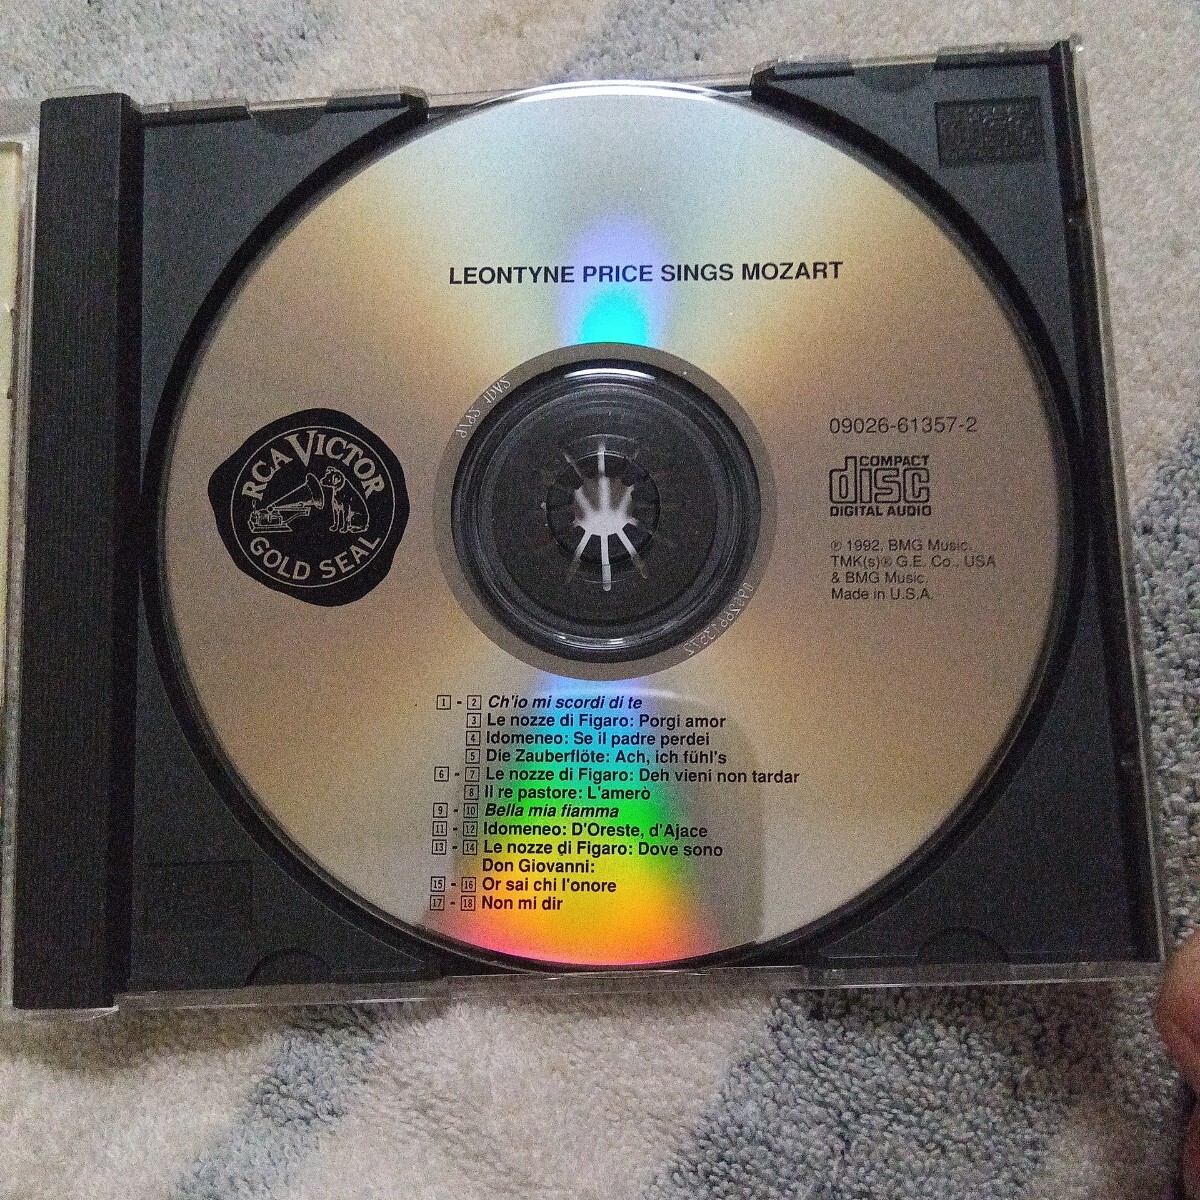 LEONTYNE PRICE SINGS MOZART
RCA VICTOR
GOLD SEAL
09026-61357-2
COMPACT
disc
DIGITAL AUDIO
℗ 1992, BMG Music.
TMK(s)® G.E. Co., USA
& BMG Music.
Made in U.S.A.
1 - 2 Ch'io mi scordi di te
3 Le nozze di Figaro: Porgi amor
4 Idomeneo: Se il padre perdei
5 Die Zauberflöte: Ach, ich fühl's
6 - 7 Le nozze di Figaro: Deh vieni non tardar
8 Il re pastore: L'amerò
9 - 10 Bella mia fiamma
11 - 12 Idomeneo: D'Oreste, d'Ajace
13 - 14 Le nozze di Figaro: Dove sono
Don Giovanni:
15 - 16 Or sai chi l'onore
17 - 18 Non mi dir